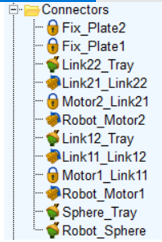 Connectors
Fix_Plate2
Fix_Plate1
Link22_Tray
Link21_Link22
Motor2_Link21
Robot_Motor2
Link12_Tray
Link11_Link12
Motor1_Link11
Robot_Motor1
Sphere_Tray
Robot_Sphere